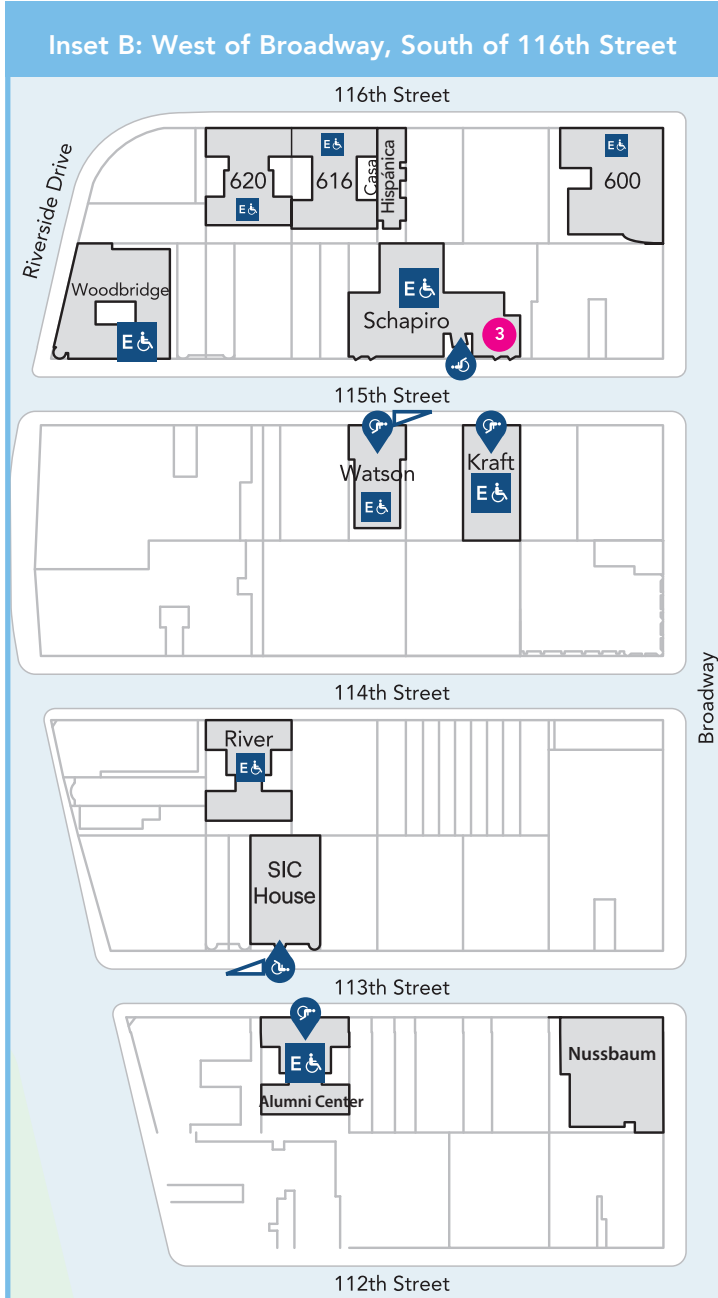 Inset B: West of Broadway, South of 116th Street
116th Street
Riverside Drive
620
E
616
E
Casa
Hispánica
600
E
Woodbridge
E
E
Schapiro
3
115th Street
Watson
E
Kraft
E
Broadway
114th Street
River
E
SIC
House
113th Street
E
Alumni Center
Nussbaum
112th Street